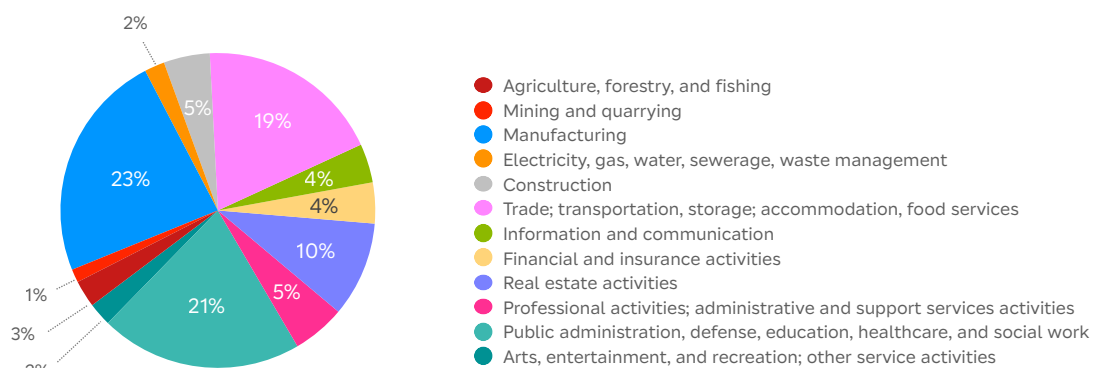 2%
5%
19%
23%
4%
4%
10%
5%
21%
1%
3%
Agriculture, forestry, and fishing
Mining and quarrying
Manufacturing
Electricity, gas, water, sewerage, waste management
Construction
Trade; transportation, storage; accommodation, food services
Information and communication
Financial and insurance activities
Real estate activities
Professional activities; administrative and support services activities
Public administration, defense, education, healthcare, and social work
Arts, entertainment, and recreation; other service activities